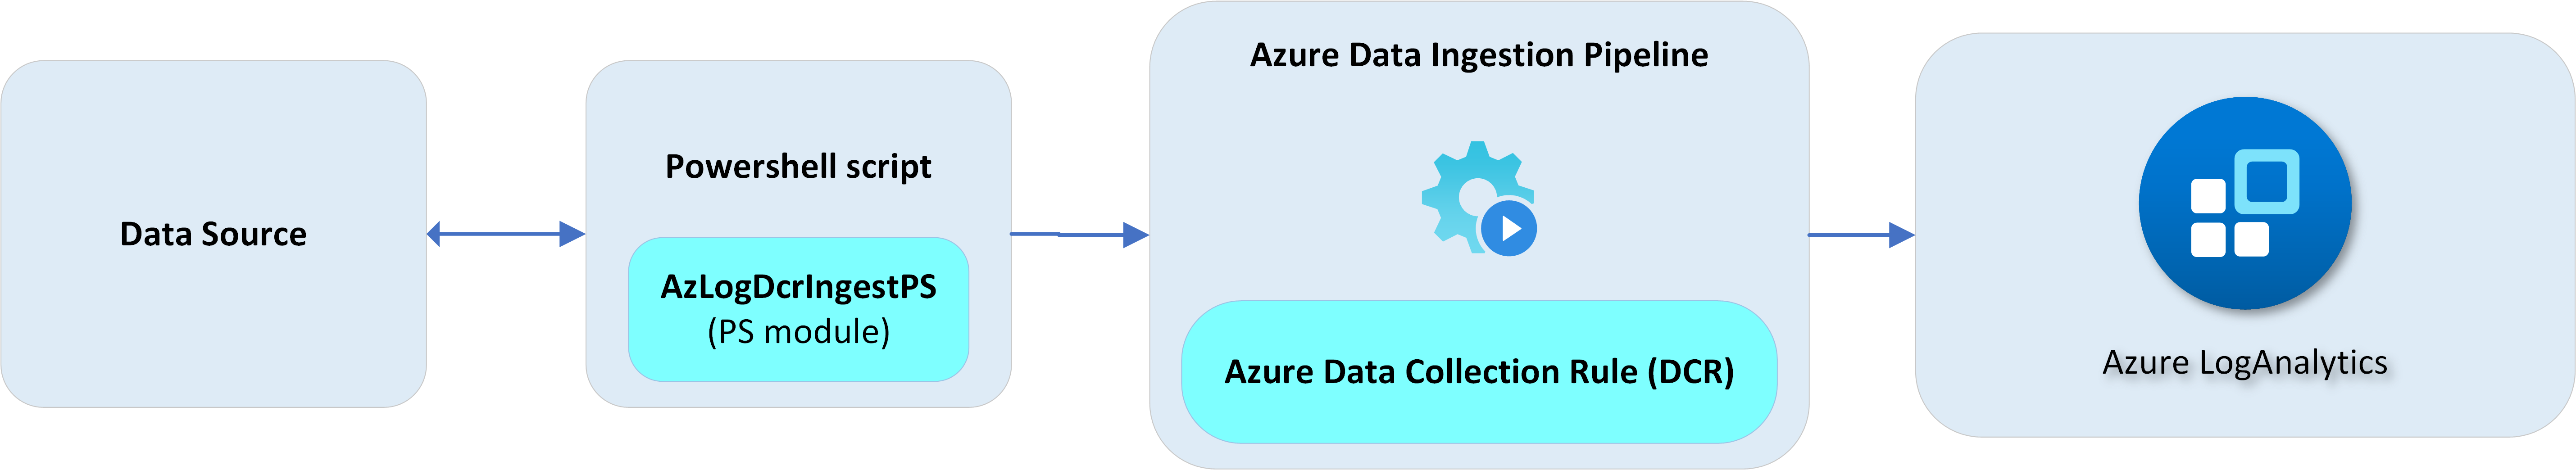 Data Source
Powershell script
AzLogDcrIngestPS
(PS module)
Azure Data Ingestion Pipeline
Azure Data Collection Rule (DCR)
Azure LogAnalytics